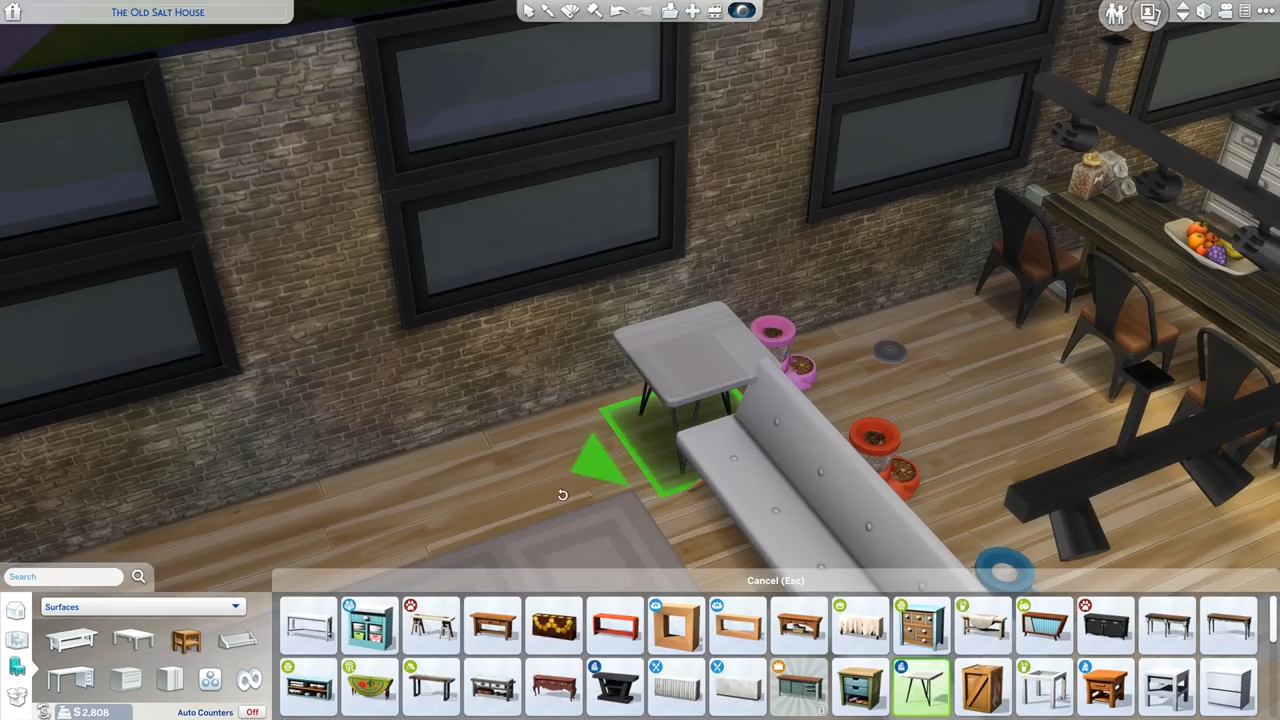 The Old Salt House
Cancel (Esc)
Search
Surfaces
$2,808
Auto Counters
Off